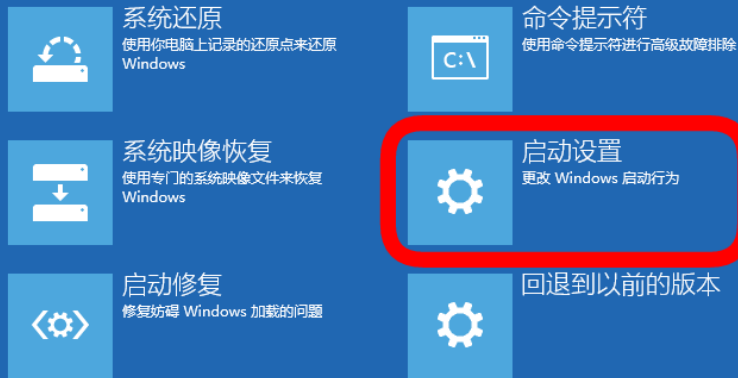 系统还原
使用你电脑上记录的还原点来还原
Windows
命令提示符
使用命令提示符进行高级故障排除
C:\
系统映像恢复
使用专门的系统映像文件来恢复
Windows
启动设置
更改 Windows 启动行为
启动修复
修复妨碍 Windows 加载的问题
回退到以前的版本